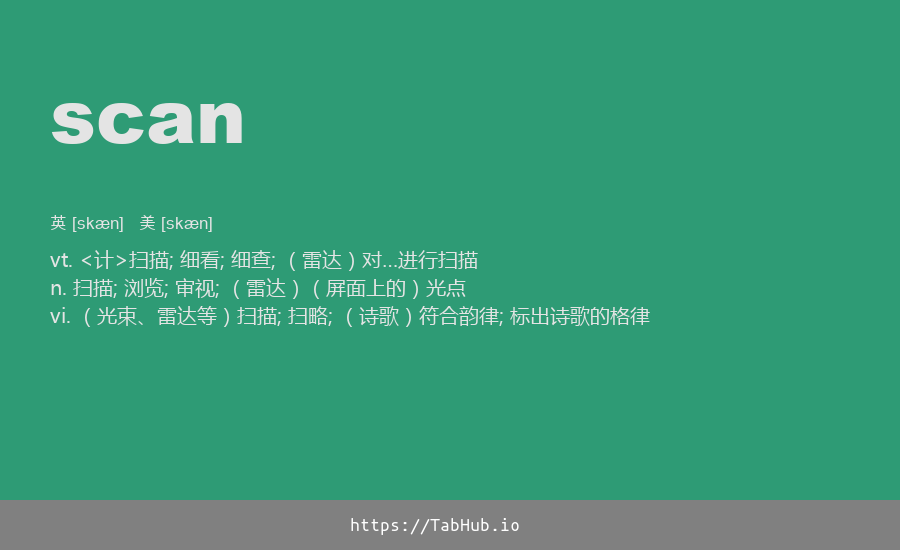 scan
英 [skæn] 美 [skæn]
vt. <计>扫描; 细看; 细查; （雷达）对…进行扫描
n. 扫描; 浏览; 审视; （雷达）（屏面上的）光点
vi. （光束、雷达等）扫描; 扫略; （诗歌）符合韵律; 标出诗歌的格律
https://TabHub.io